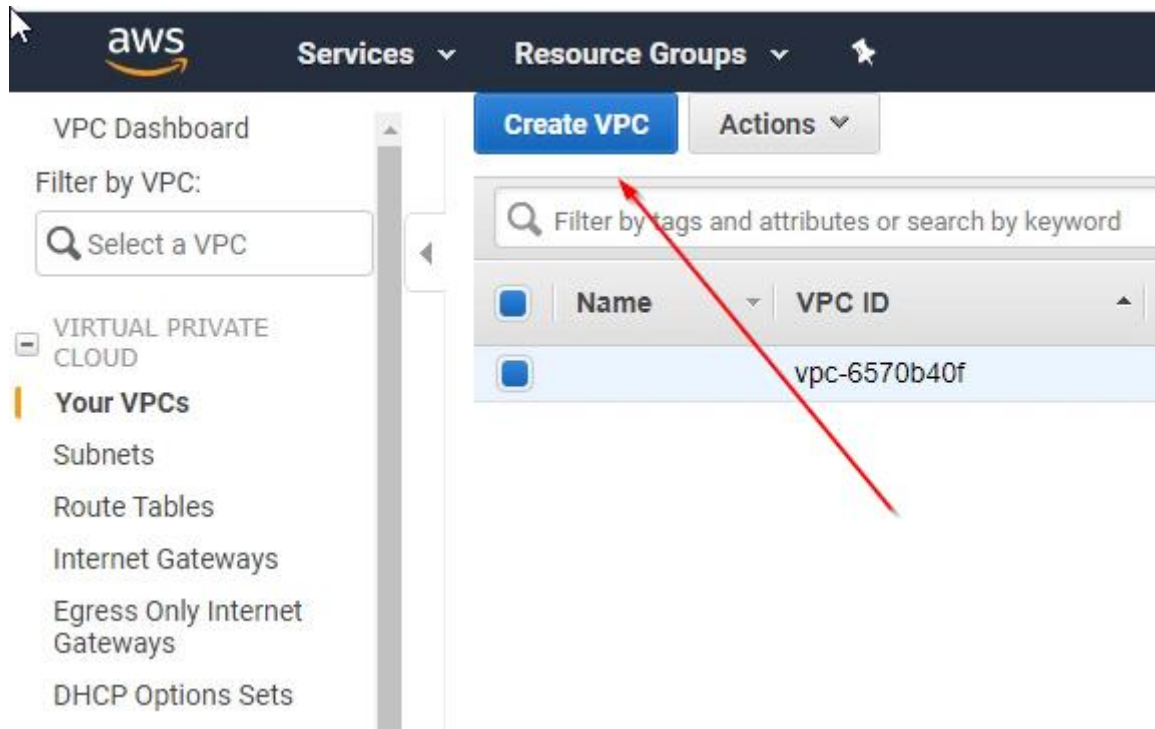 aws Services Resource Groups
VPC Dashboard
Filter by VPC:
Select a VPC
VIRTUAL PRIVATE
CLOUD
Your VPCs
Subnets
Route Tables
Internet Gateways
Egress Only Internet
Gateways
DHCP Options Sets
Create VPC Actions
Filter by tags and attributes or search by keyword
Name VPC ID
vpc-6570b40f